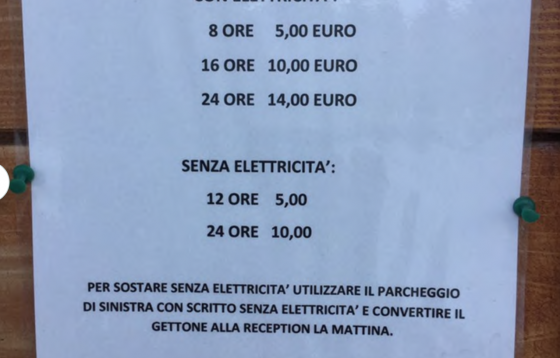 8 ORE 5,00 EURO
16 ORE 10,00 EURO
24 ORE 14,00 EURO
SENZA ELETTRICITA’:
12 ORE 5,00
24 ORE 10,00
PER SOSTARE SENZA ELETTRICITA’ UTILIZZARE IL PARCHEGGIO
DI SINISTRA CON SCRITTO SENZA ELETTRICITA’ E CONVERTIRE IL
GETTONE ALLA RECEPTION LA MATTINA.